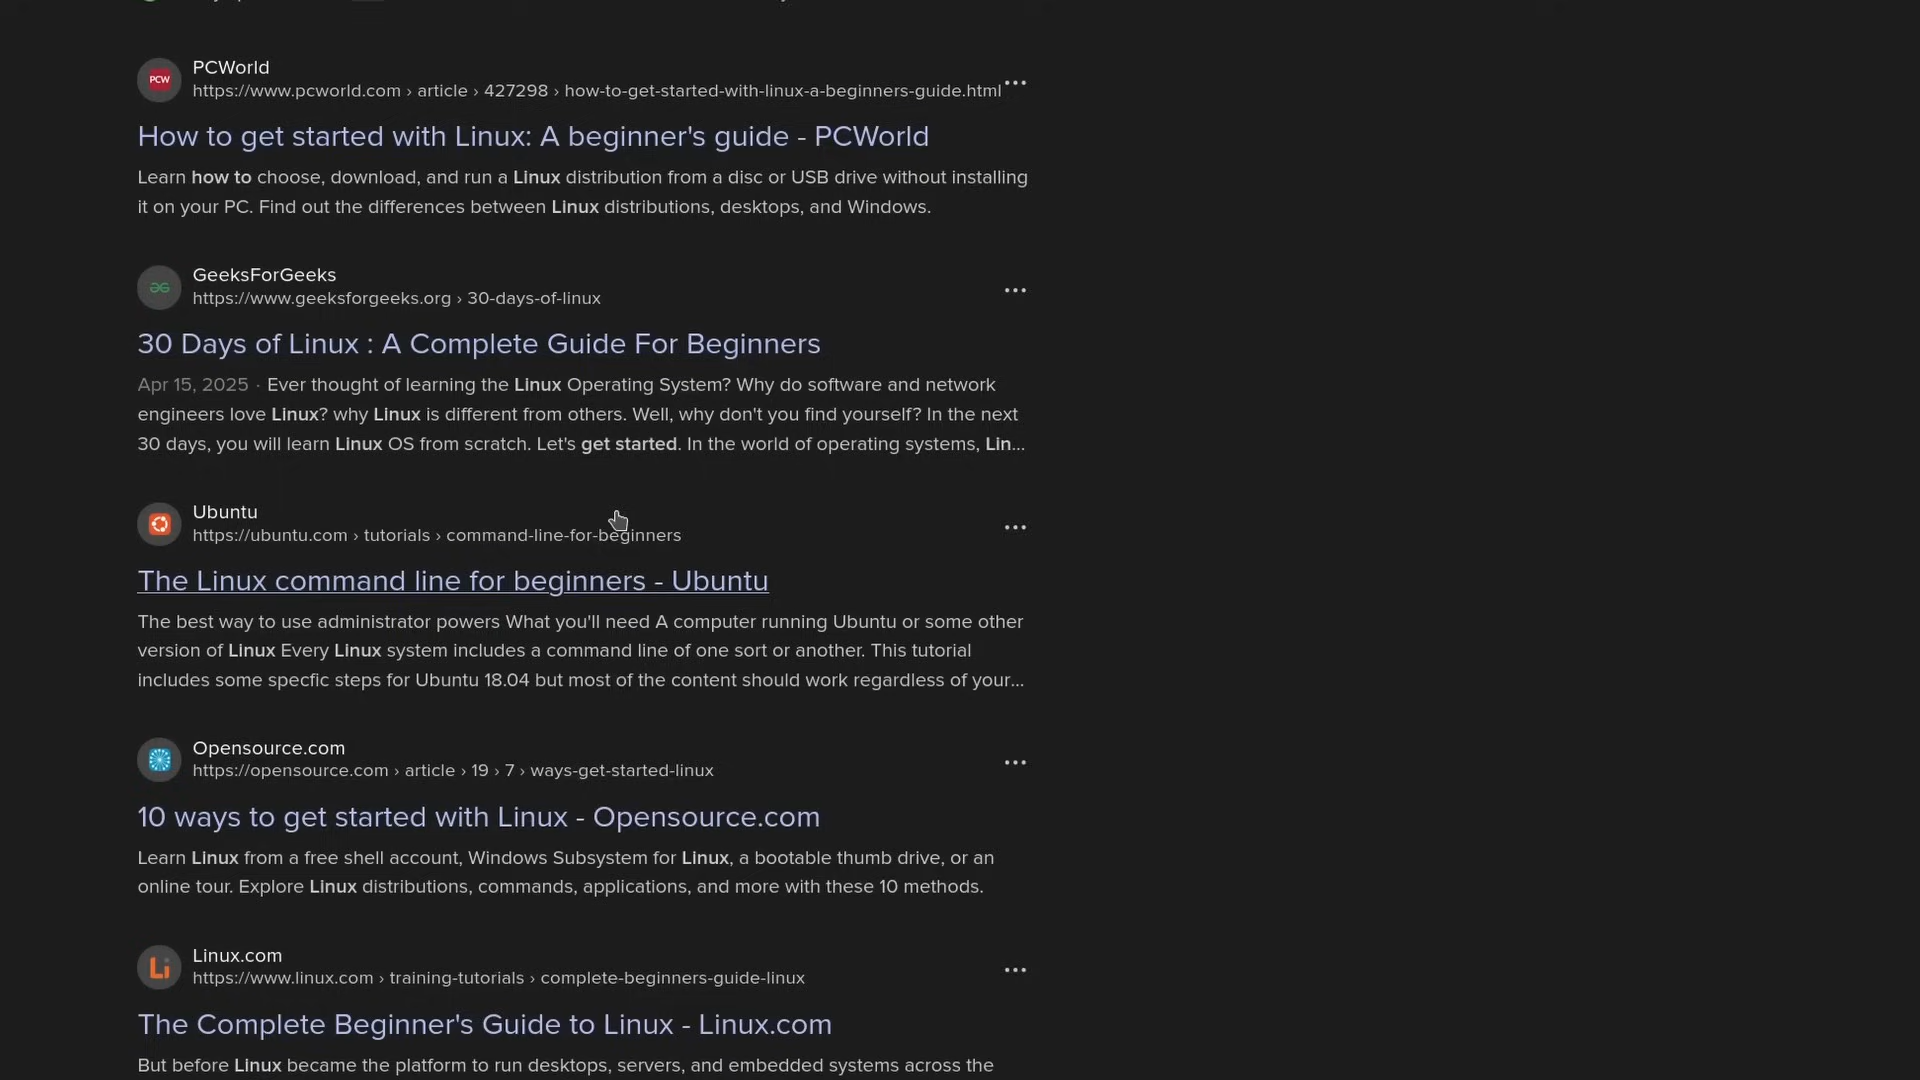 PCWorld
https://www.pcworld.com › article › 427298 › how-to-get-started-with-linux-a-beginners-guide.html
How to get started with Linux: A beginner's guide - PCWorld
Learn how to choose, download, and run a Linux distribution from a disc or USB drive without installing
it on your PC. Find out the differences between Linux distributions, desktops, and Windows.
GeeksForGeeks
https://www.geeksforgeeks.org › 30-days-of-linux
30 Days of Linux : A Complete Guide For Beginners
Apr 15, 2025 · Ever thought of learning the Linux Operating System? Why do software and network
engineers love Linux? why Linux is different from others. Well, why don't you find yourself? In the next
30 days, you will learn Linux OS from scratch. Let's get started. In the world of operating systems, Lin...
Ubuntu
https://ubuntu.com › tutorials › command-line-for-beginners
The Linux command line for beginners - Ubuntu
The best way to use administrator powers What you'll need A computer running Ubuntu or some other
version of Linux Every Linux system includes a command line of one sort or another. This tutorial
includes some specfic steps for Ubuntu 18.04 but most of the content should work regardless of your...
Opensource.com
https://opensource.com › article › 19 › 7 › ways-get-started-linux
10 ways to get started with Linux - Opensource.com
Learn Linux from a free shell account, Windows Subsystem for Linux, a bootable thumb drive, or an
online tour. Explore Linux distributions, commands, applications, and more with these 10 methods.
Linux.com
https://www.linux.com › training-tutorials › complete-beginners-guide-linux
The Complete Beginner's Guide to Linux - Linux.com
But before Linux became the platform to run desktops, servers, and embedded systems across the